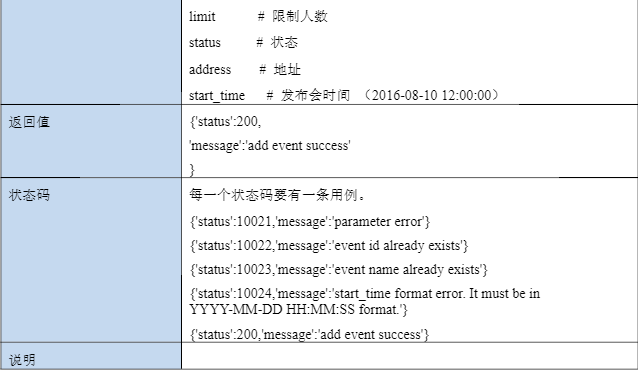 limit # 限制人数
status # 状态
address # 地址
start_time # 发布会时间 （2016-08-10 12:00:00）
返回值
{'status':200,
'message':'add event success'
}
状态码
每一个状态码要有一条用例。
{'status':10021,'message':'parameter error'}
{'status':10022,'message':'event id already exists'}
{'status':10023,'message':'event name already exists'}
{'status':10024,'message':'start_time format error. It must be in
YYYY-MM-DD HH:MM:SS format.'}
{'status':200,'message':'add event success'}
说明